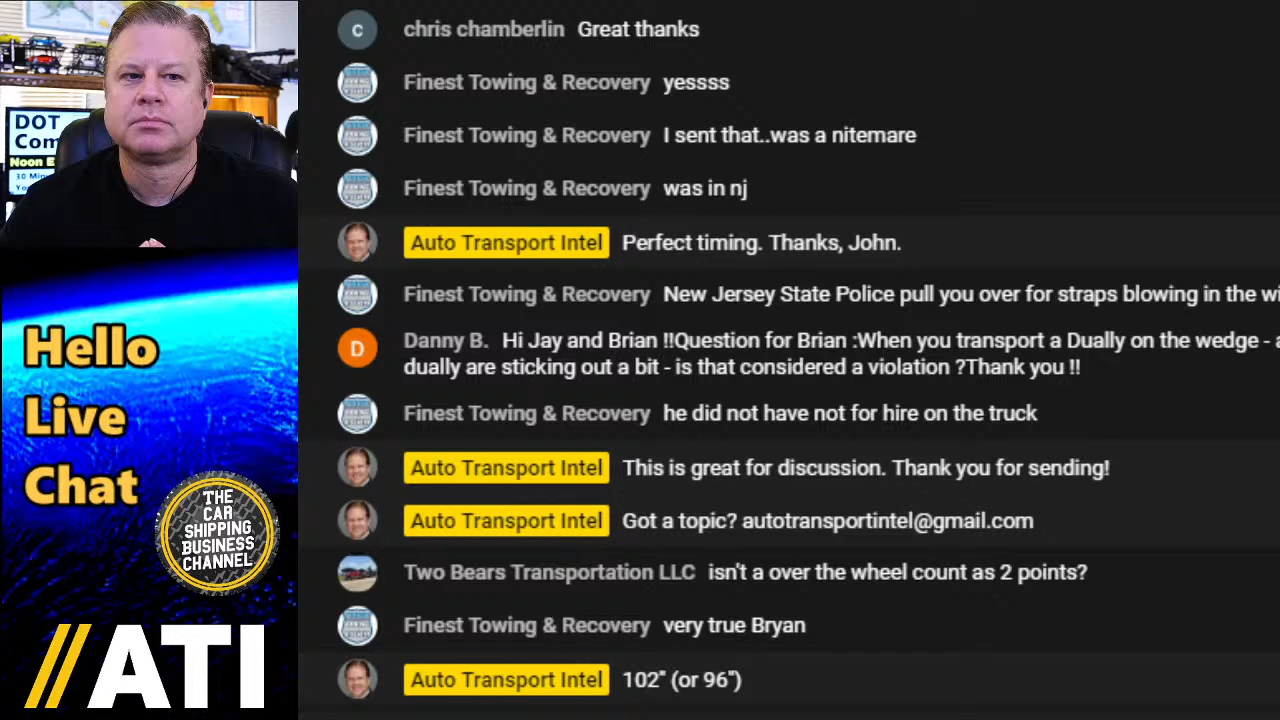 DOT
Com
Noon E
30 Minu
Yo
Hello
Live
Chat
THE
CAR
SHIPPING
BUSINESS
CHANNEL
//ATI
c
chris chamberlin Great thanks
Finest Towing & Recovery yessss
Finest Towing & Recovery I sent that..was a nitemare
Finest Towing & Recovery was in nj
Auto Transport Intel Perfect timing. Thanks, John.
Finest Towing & Recovery New Jersey State Police pull you over for straps blowing in the wi
D
Danny B. Hi Jay and Brian !!Question for Brian :When you transport a Dually on the wedge - a
dually are sticking out a bit - is that considered a violation ?Thank you !!
Finest Towing & Recovery he did not have not for hire on the truck
Auto Transport Intel This is great for discussion. Thank you for sending!
Auto Transport Intel Got a topic? autotransportintel@gmail.com
Two Bears Transportation LLC isn't a over the wheel count as 2 points?
Finest Towing & Recovery very true Bryan
Auto Transport Intel 102" (or 96")